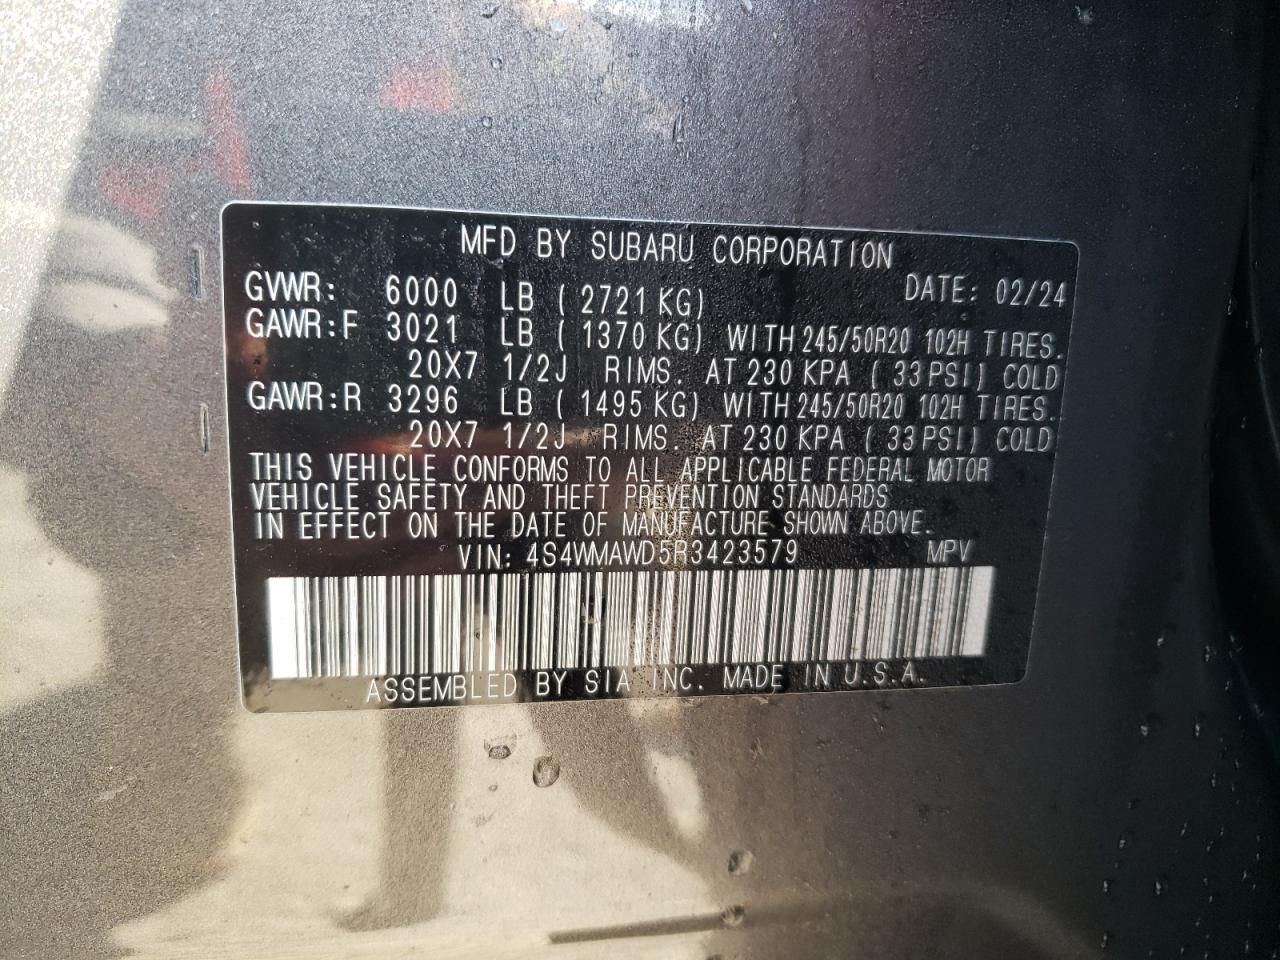 MFD BY SUBARU CORPORATION
DATE: 02/24
GVWR: 6000 LB ( 2721 KG)
GAWR:F 3021 LB ( 1370 KG) WITH 245/50R20 102H TIRES.
20X7 1/2J RIMS. AT 230 KPA ( 33 PSI) COLD
GAWR:R 3296 LB ( 1495 KG) WITH 245/50R20 102H TIRES.
20X7 1/2J RIMS. AT 230 KPA ( 33 PSI) COLD
THIS VEHICLE CONFORMS TO ALL APPLICABLE FEDERAL MOTOR
VEHICLE SAFETY AND THEFT PREVENTION STANDARDS
IN EFFECT ON THE DATE OF MANUFACTURE SHOWN ABOVE.
VIN: 4S4WMAWD5R3423579 MPV
ASSEMBLED BY SIA INC. MADE IN U.S.A.